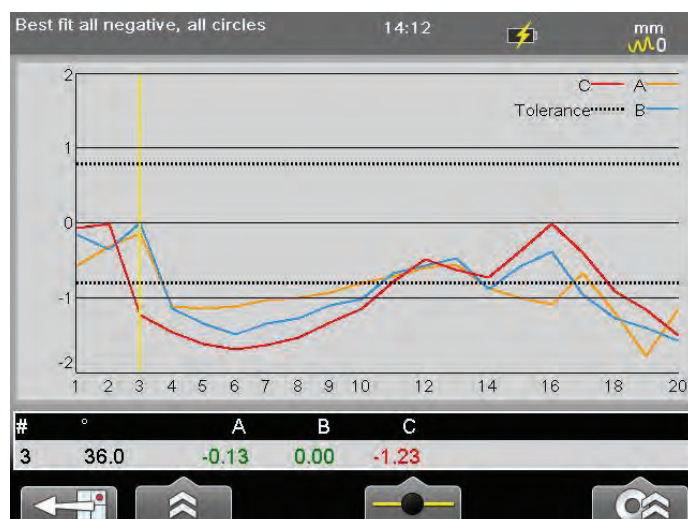 Best fit all negative, all circles 14:12 mm
0
2
C A
Tolerance B
1
0
-1
-2
1 2 3 4 5 6 7 8 9 10 12 14 16 18 20
# ° A B C
3 36.0 -0.13 0.00 -1.23